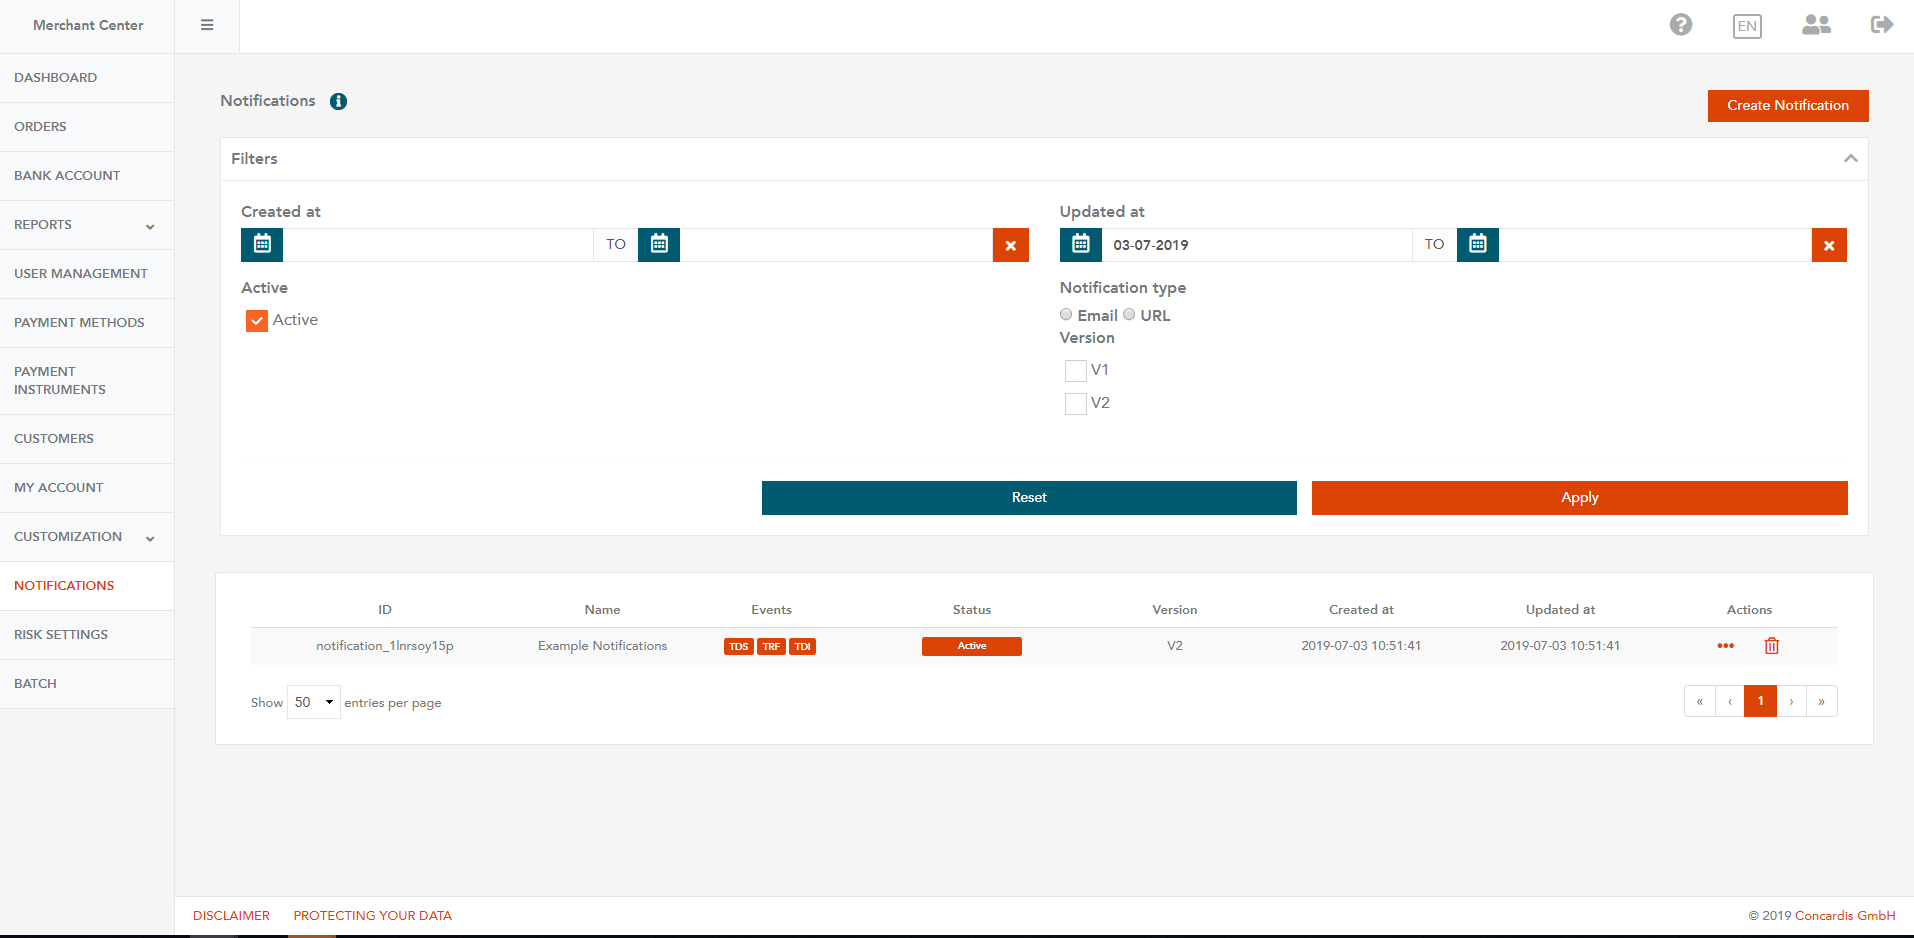 Merchant Center
EN
DASHBOARD
ORDERS
BANK ACCOUNT
REPORTS
USER MANAGEMENT
PAYMENT METHODS
PAYMENT
INSTRUMENTS
CUSTOMERS
MY ACCOUNT
CUSTOMIZATION
NOTIFICATIONS
RISK SETTINGS
BATCH
Notifications
Create Notification
Filters
Created at
TO
Active
Active
Updated at
03-07-2019 TO
Notification type
Email URL
Version
V1
V2
Reset Apply
ID Name Events Status Version Created at Updated at Actions
notification_1lnrsoy15p Example Notifications TDS TRF TDI Active V2 2019-07-03 10:51:41 2019-07-03 10:51:41
Show 50 entries per page
« ‹ 1 › »
DISCLAIMER PROTECTING YOUR DATA
© 2019 Concardis GmbH